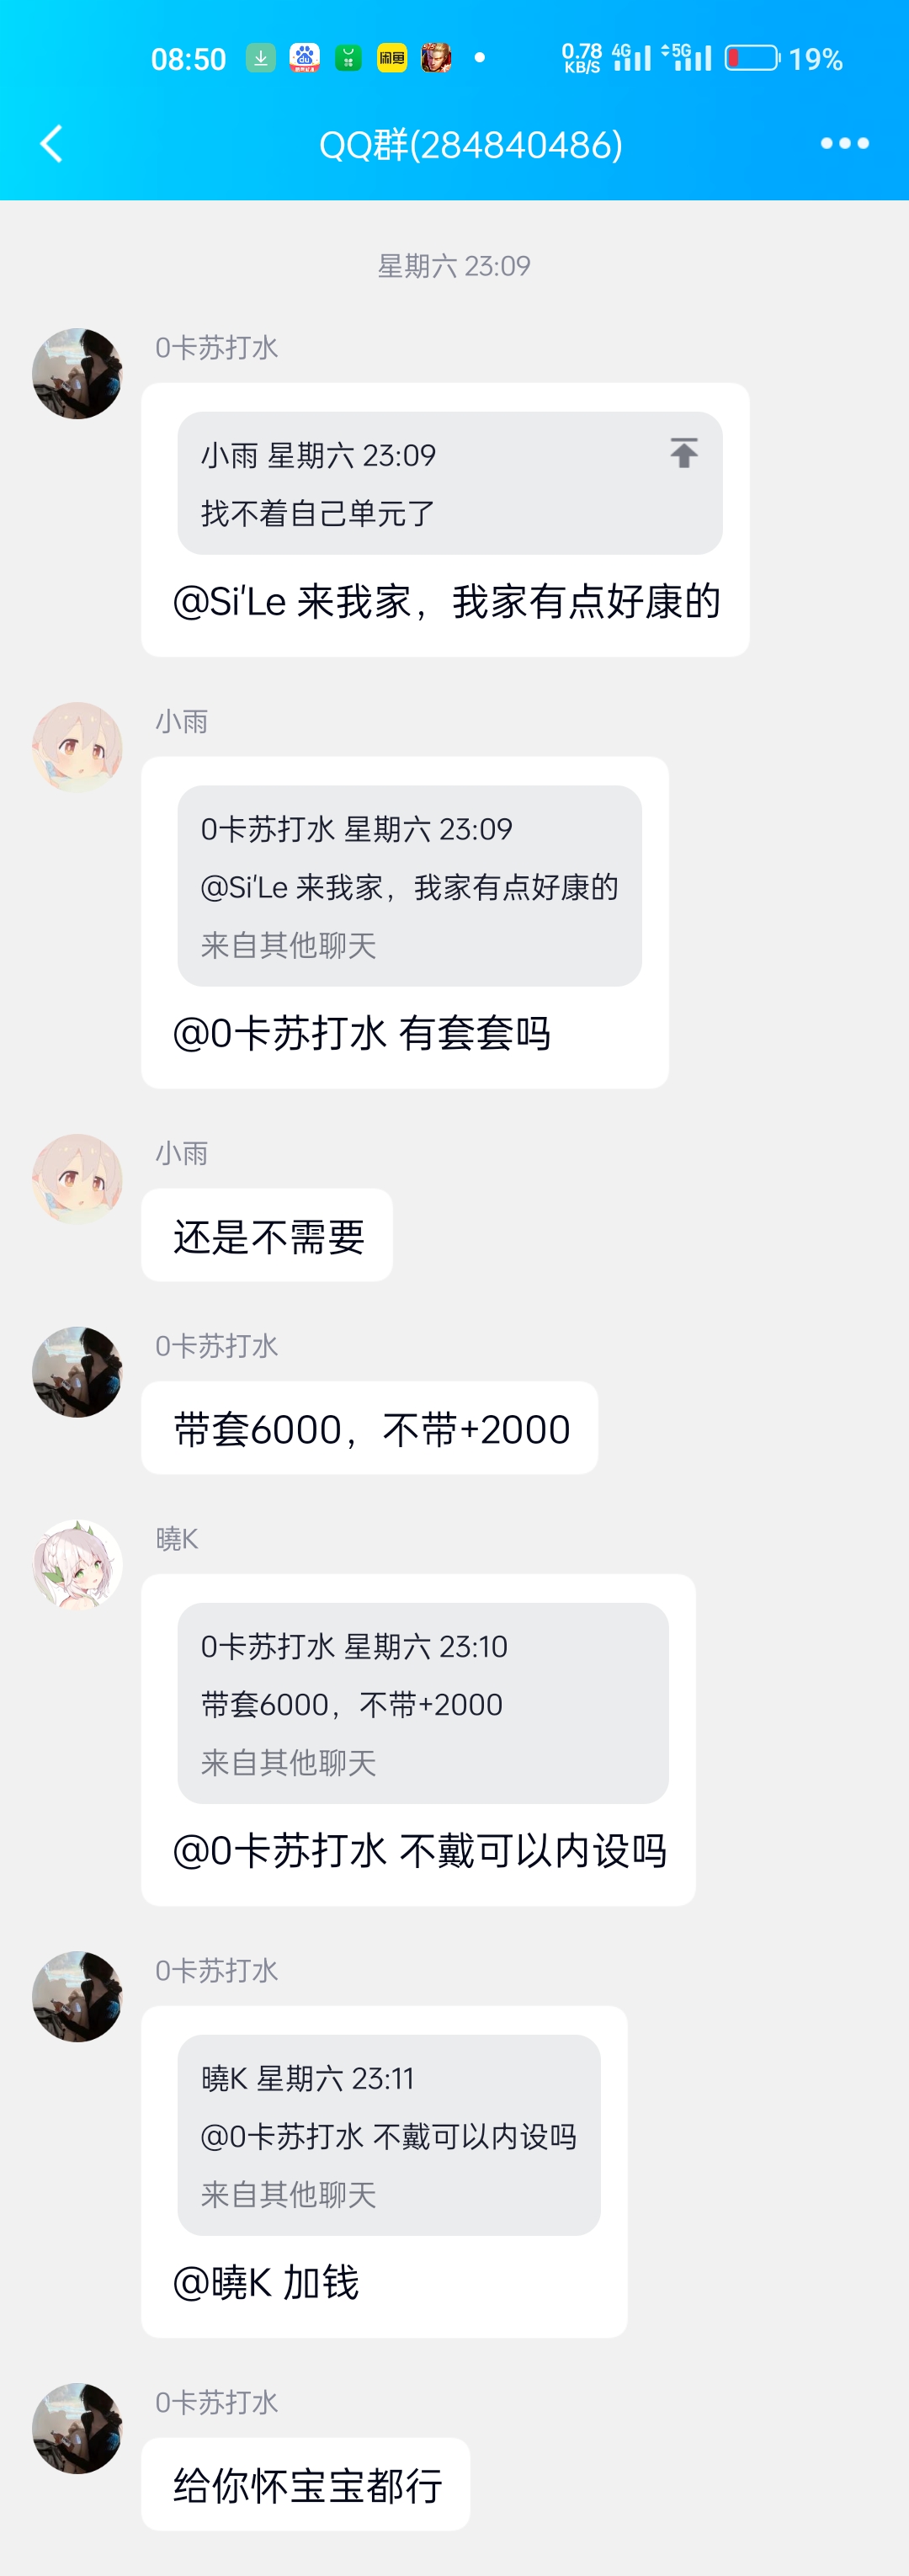 08:50
du
闲鱼
0.78
KB/S
4G
5G
19%
QQ群(284840486)
星期六 23:09
0卡苏打水
小雨 星期六 23:09
找不着自己单元了
@Si'Le 来我家，我家有点好康的
小雨
0卡苏打水 星期六 23:09
@Si'Le 来我家，我家有点好康的
来自其他聊天
@0卡苏打水 有套套吗
小雨
还是不需要
0卡苏打水
带套6000，不带+2000
曉K
0卡苏打水 星期六 23:10
带套6000，不带+2000
来自其他聊天
@0卡苏打水 不戴可以内设吗
0卡苏打水
曉K 星期六 23:11
@0卡苏打水 不戴可以内设吗
来自其他聊天
@曉K 加钱
0卡苏打水
给你怀宝宝都行